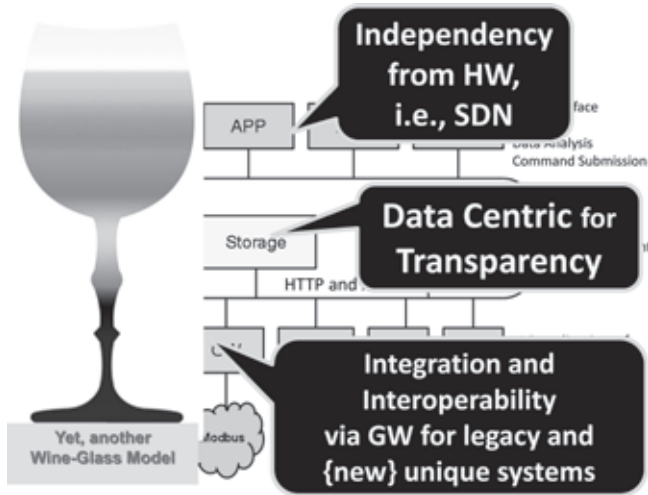 Independency
from HW,
i.e., SDN
APP
Data Analysis
Command Submission
Data Centric for
Transparency
Storage
HTTP and
Integration and
Interoperability
via GW for legacy and
{new} unique systems
Modbus
Yet, another
Wine-Glass Model